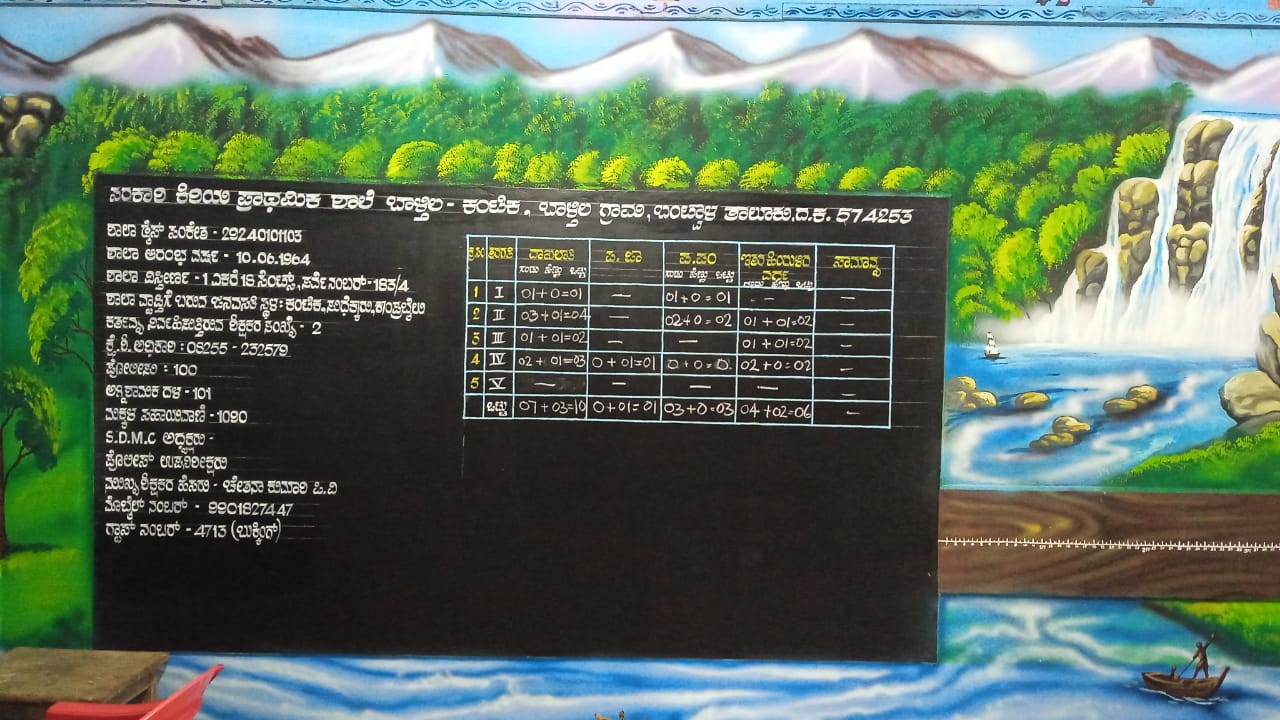 ಸರಕಾರಿ ಕಿರಿಯ ಪ್ರಾಥಮಿಕ ಶಾಲೆ ಬಾಳ್ತಿಲ - ಕಂಟಿಕ, ಬಾಳ್ತಿಲ ಗ್ರಾಮ, ಬಂಟ್ವಾಳ ತಾಲೂಕು, ದ.ಕ. 574253
ಶಾಲಾ ಡೈಸ್ ಸಂಕೇತ - 29240101103
ಶಾಲಾ ಆರಂಭ ವರ್ಷ - 10.06.1964
ಶಾಲಾ ವಿಸ್ತೀರ್ಣ - 1 ಎಕರೆ 15 ಸೆಂಟ್ಸ್, ಸರ್ವೆ ನಂಬರ್-
ಶಾಲಾ ವ್ಯಾಪ್ತಿಗೆ ಬರುವ ಜನವಸತಿ ಸ್ಥಳ: ಕಂಟಿಕ,
ಕರ್ತವ್ಯ ನಿರ್ವಹಿಸುತ್ತಿರುವ ಶಿಕ್ಷಕರ ಸಂಖ್ಯೆ - 2
ಕ್ಷೇ.ಶಿ. ಅಧಿಕಾರಿ : 08255 - 232579
ಪೋಲೀಸು : 100
ಅಗ್ನಿಶಾಮಕ ದಳ - 101
ಮಕ್ಕಳ ಸಹಾಯವಾಣಿ - 1090
S.D.M.C ಅಧ್ಯಕ್ಷರು -
ಪೊಲೀಸ್ ಉಪನಿರೀಕ್ಷಕರು
ಮುಖ್ಯ ಶಿಕ್ಷಕರ ಹೆಸರು - ಚೇತನಾ ಕುಮಾರಿ ಪಿ.ವಿ
ಮೊಬೈಲ್ ನಂಬರ್ - 9901827447
ಗ್ಯಾಸ್ ನಂಬರ್ - 4713 (ಬುಕ್ಕಿಂಗ್)
ಕ್ರ.ಸಂ ತರಗತಿ ದಾಖಲಾತಿ ಪ.ಜಾ ಪ.ಪಂ ಇತರ ಹಿಂದುಳಿದ ವರ್ಗ ಸಾಮಾನ್ಯ
ಗಂಡು ಹೆಣ್ಣು ಒಟ್ಟು ಗಂಡು ಹೆಣ್ಣು ಒಟ್ಟು ಗಂಡು ಹೆಣ್ಣು ಒಟ್ಟು
1 I 01+0=01 — 01+0=01 - — —
2 II 03+01=04 — 02+0=02 01+01=02 —
3 III 01+01=02 — — 01+01=02 —
4 IV 02+01=03 0+01=01 0+0=0 02+0=02 —
5 V — — — —
ಒಟ್ಟು 07+03=10 0+01=01 03+0=03 04+02=06 —